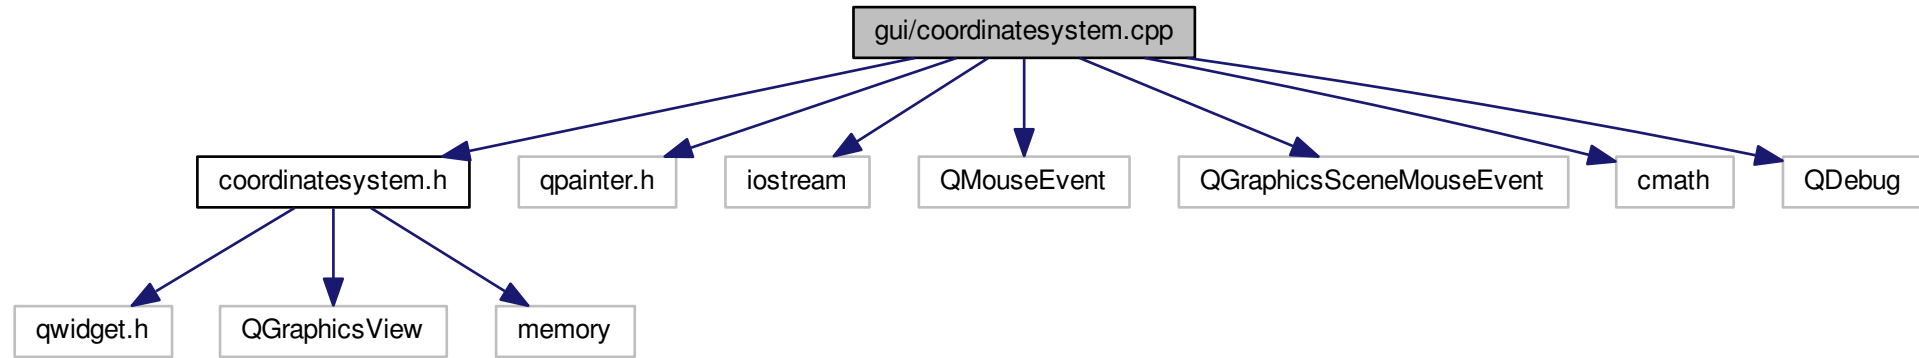 gui/coordinatesystem.cpp
coordinatesystem.h
qpainter.h
iostream
QMouseEvent
QGraphicsSceneMouseEvent
cmath
QDebug
qwidget.h
QGraphicsView
memory